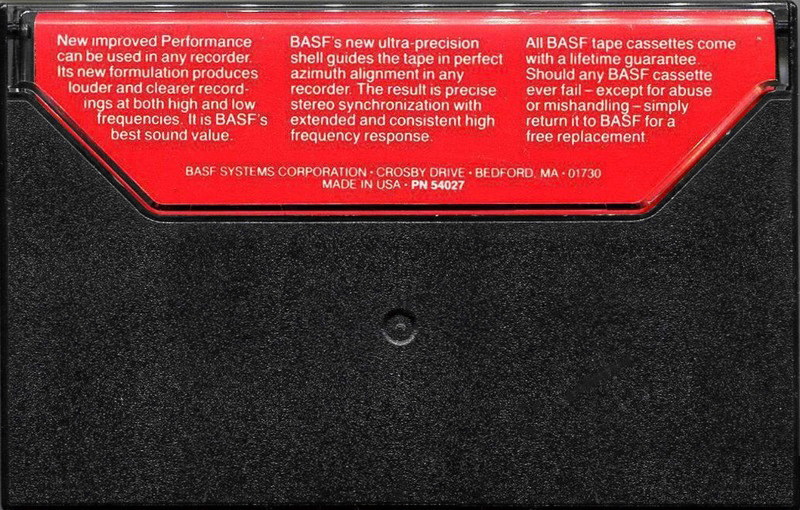 New improved Performance
can be used in any recorder.
Its new formulation produces
louder and clearer record-
ings at both high and low
frequencies. It is BASF's
best sound value.
BASF's new ultra-precision
shell guides the tape in perfect
azimuth alignment in any
recorder. The result is precise
stereo synchronization with
extended and consistent high
frequency response.
All BASF tape cassettes come
with a lifetime guarantee.
Should any BASF cassette
ever fail – except for abuse
or mishandling – simply
return it to BASF for a
free replacement.
BASF SYSTEMS CORPORATION · CROSBY DRIVE · BEDFORD, MA · 01730
MADE IN USA · PN 54027